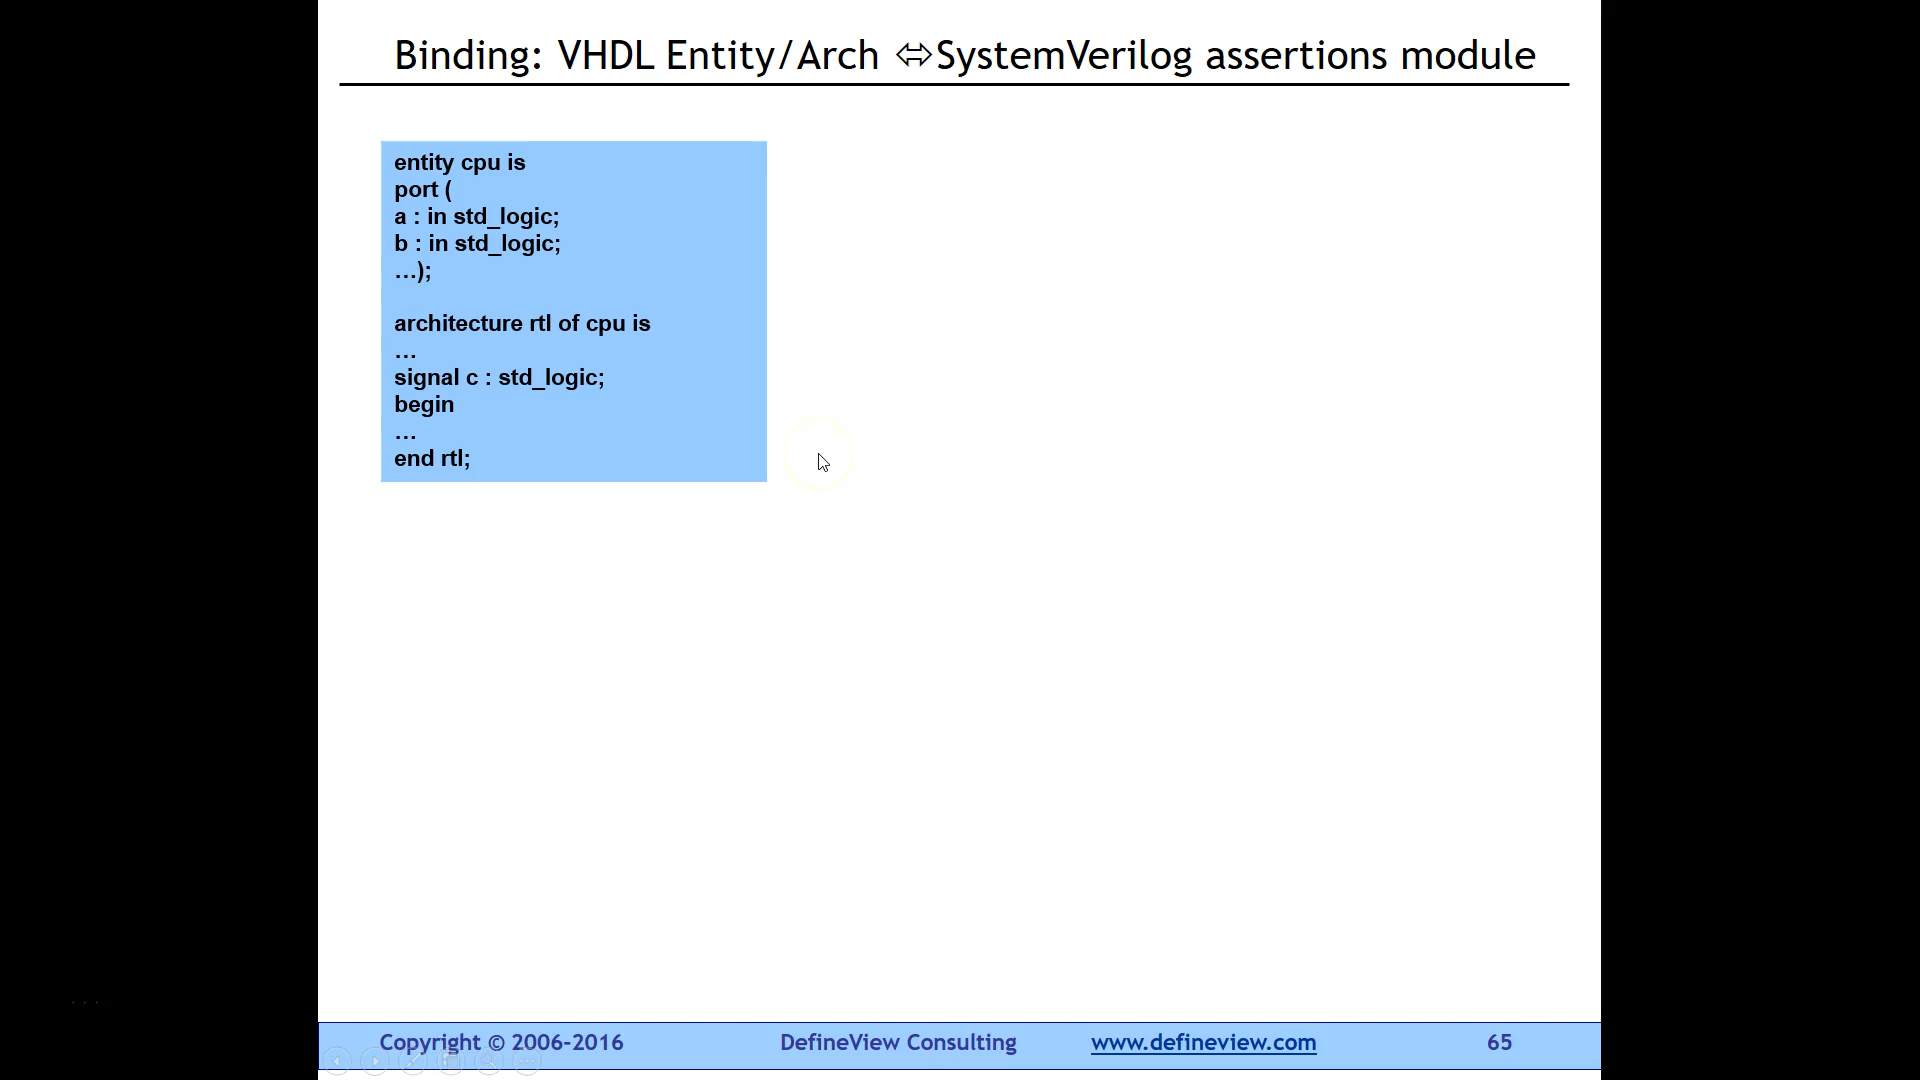 Binding: VHDL Entity/Arch ⬄SystemVerilog assertions module
entity cpu is
port (
a : in std_logic;
b : in std_logic;
…);
architecture rtl of cpu is
…
signal c : std_logic;
begin
…
end rtl;
Copyright © 2006-2016 DefineView Consulting www.defineview.com 65